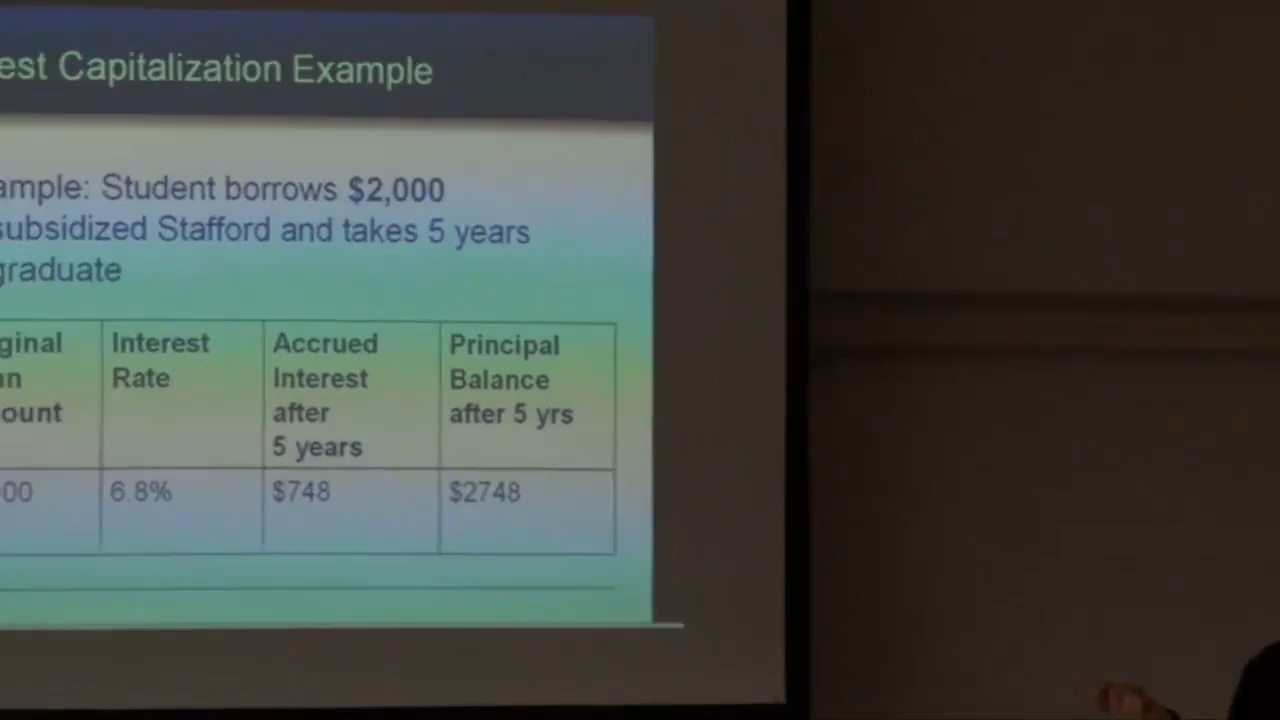 est Capitalization Example
ample: Student borrows $2,000
subsidized Stafford and takes 5 years
graduate
ginal
an
ount
Interest
Rate
Accrued
Interest
after
5 years
Principal
Balance
after 5 yrs
00
6.8%
$748
$2748